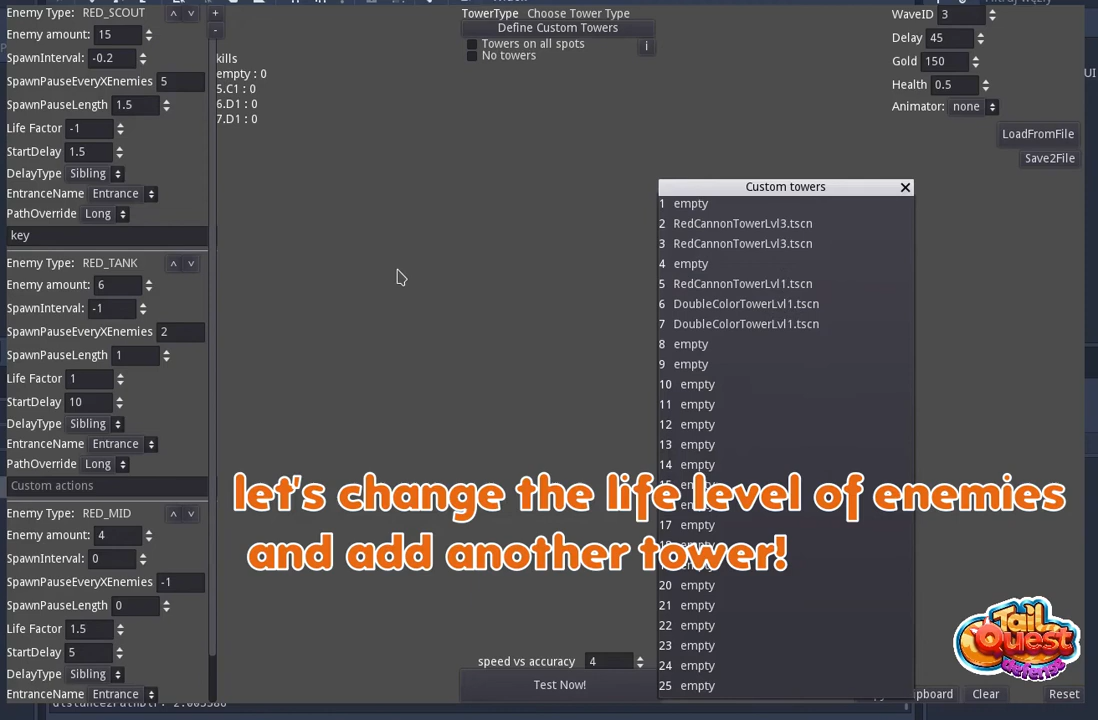 Enemy Type: RED_SCOUT
Enemy amount: 15
SpawnInterval: -0.2
SpawnPauseEveryXEnemies 5
SpawnPauseLength 1.5
Life Factor -1
StartDelay 1.5
DelayType Sibling
EntranceName Entrance
PathOverride Long
key
Enemy Type: RED_TANK
Enemy amount: 6
SpawnInterval: -1
SpawnPauseEveryXEnemies 2
SpawnPauseLength 1
Life Factor 1
StartDelay 10
DelayType Sibling
EntranceName Entrance
PathOverride Long
Custom actions
Enemy Type: RED_MID
Enemy amount: 4
SpawnInterval: 0
SpawnPauseEveryXEnemies -1
SpawnPauseLength 0
Life Factor 1.5
StartDelay 5
DelayType Sibling
EntranceName Entrance
+
-
kills
empty : 0
5.C1 : 0
6.D1 : 0
7.D1 : 0
TowerType Choose Tower Type
Define Custom Towers
Towers on all spots
No towers
i
WaveID 3
Delay 45
Gold 150
Health 0.5
Animator: none
LoadFromFile
Save2File
Custom towers
1 empty
2 RedCannonTowerLvl3.tscn
3 RedCannonTowerLvl3.tscn
4 empty
5 RedCannonTowerLvl1.tscn
6 DoubleColorTowerLvl1.tscn
7 DoubleColorTowerLvl1.tscn
8 empty
9 empty
10 empty
11 empty
12 empty
13 empty
14 empty
17 empty
20 empty
21 empty
22 empty
23 empty
24 empty
25 empty
let's change the life level of enemies
and add another tower!
speed vs accuracy 4
Test Now!
Clear
Reset
Tail
Quest
defense